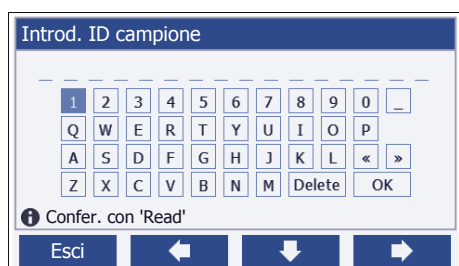 Introd. ID campione
1 2 3 4 5 6 7 8 9 0 _
Q W E R T Y U I O P
A S D F G H J K L « »
Z X C V B N M Delete OK
Confer. con 'Read'
Esci